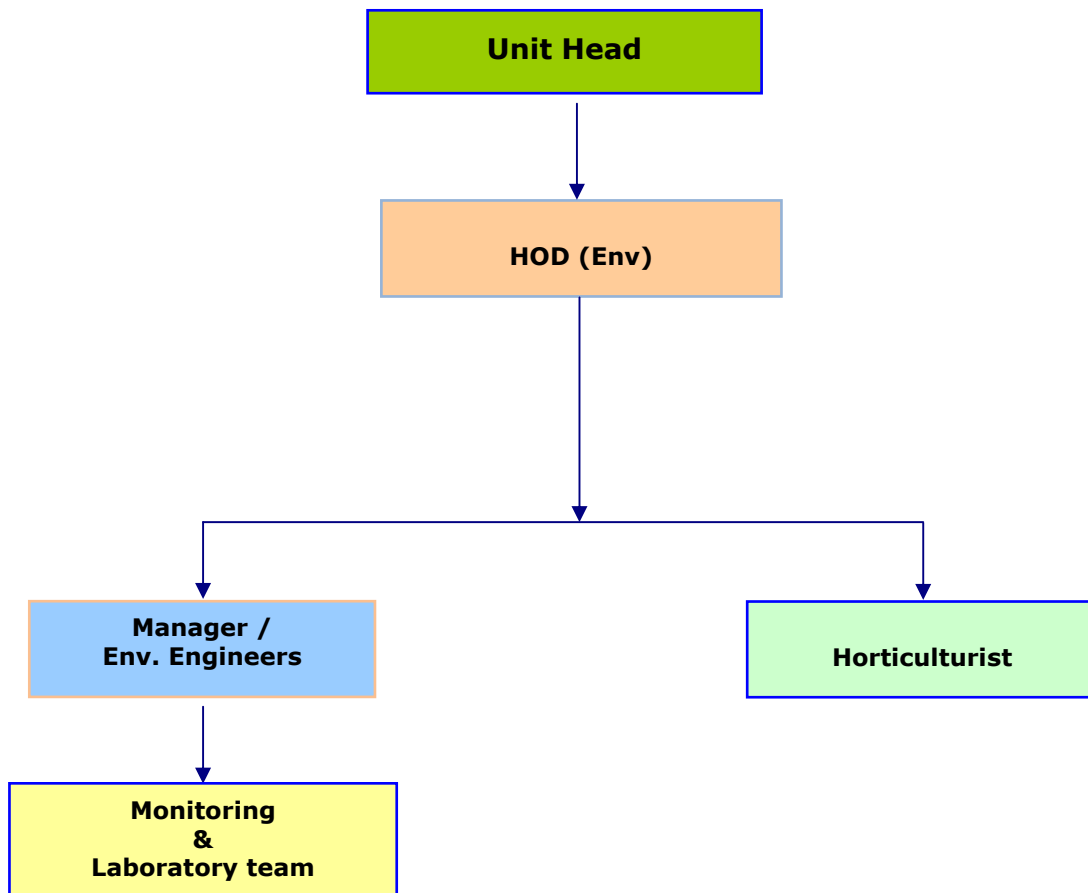 Unit Head
HOD (Env)
Manager /
Env. Engineers
Horticulturist
Monitoring
&
Laboratory team